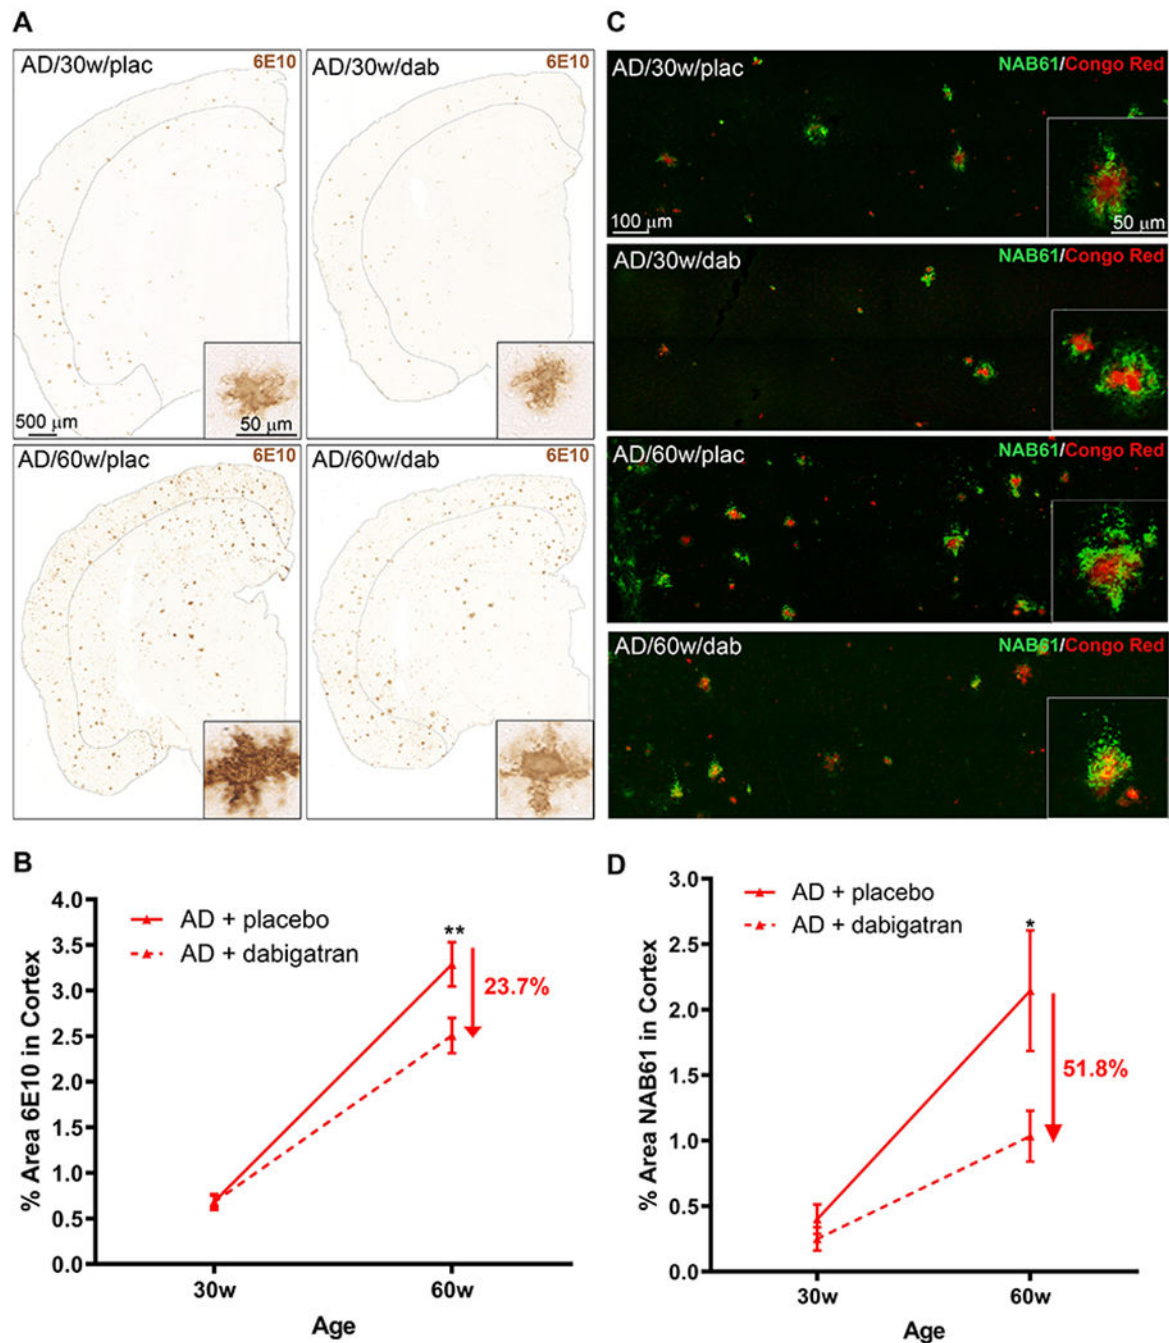 A
AD/30w/plac 6E10
500 μm 50 μm
AD/30w/dab 6E10
AD/60w/plac 6E10
AD/60w/dab 6E10
C
AD/30w/plac NAB61/Congo Red
100 μm 50 μm
AD/30w/dab NAB61/Congo Red
AD/60w/plac NAB61/Congo Red
AD/60w/dab NAB61/Congo Red
B
% Area 6E10 in Cortex
4.0
3.5
3.0
2.5
2.0
1.5
1.0
0.5
0.0
AD + placebo
AD + dabigatran
**
23.7%
30w 60w
Age
D
% Area NAB61 in Cortex
3.0
2.5
2.0
1.5
1.0
0.5
0.0
AD + placebo
AD + dabigatran
*
51.8%
30w 60w
Age